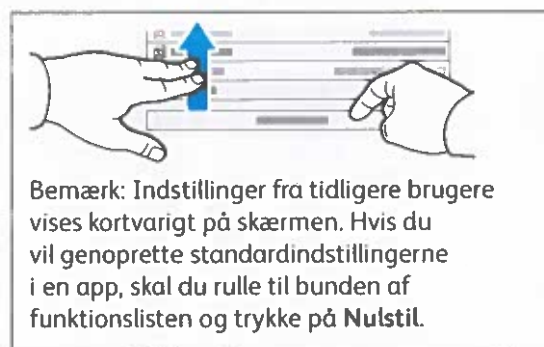 Bemærk: Indstillinger fra tidligere brugere
vises kortvarigt på skærmen. Hvis du
vil genoprette standardindstillingerne
i en app, skal du rulle til bunden af
funktionslisten og trykke på Nulstil.